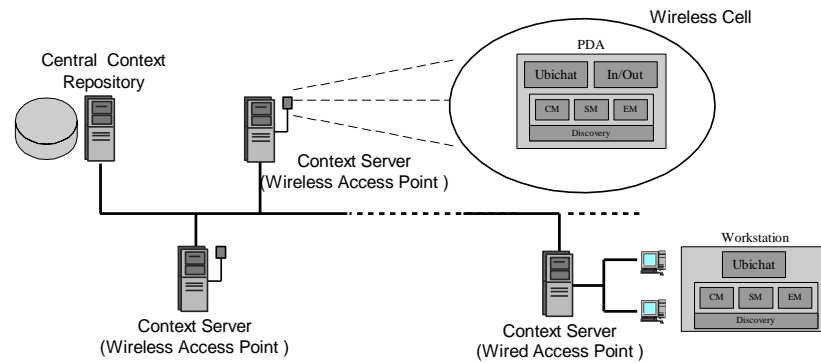 Wireless Cell
PDA
Ubichat
In/Out
CM
SM
EM
Discovery
Central Context
Repository
Context Server
(Wireless Access Point )
Context Server
(Wireless Access Point )
Context Server
(Wired Access Point )
Workstation
Ubichat
CM
SM
EM
Discovery